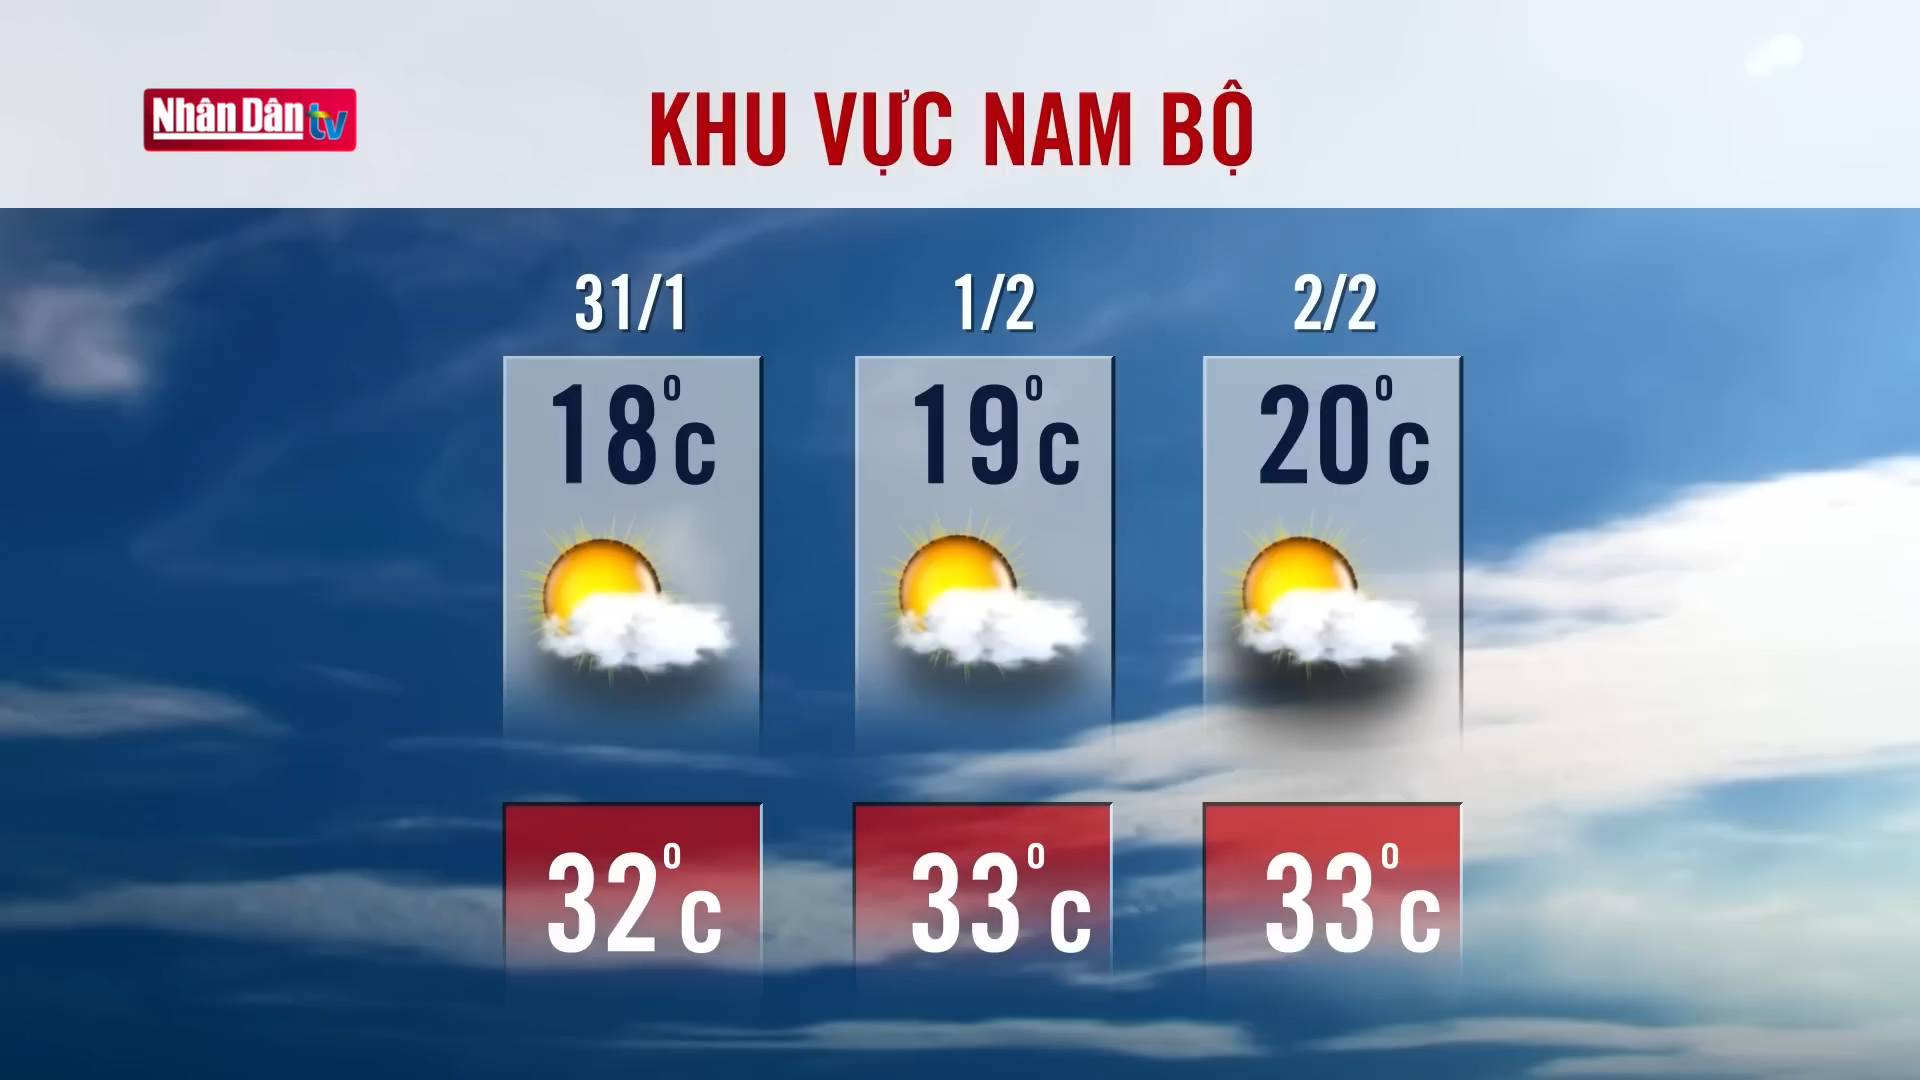 Nhân Dân tv
KHU VỰC NAM BỘ
31/1 1/2 2/2
18°C 19°C 20°C
32°C 33°C 33°C